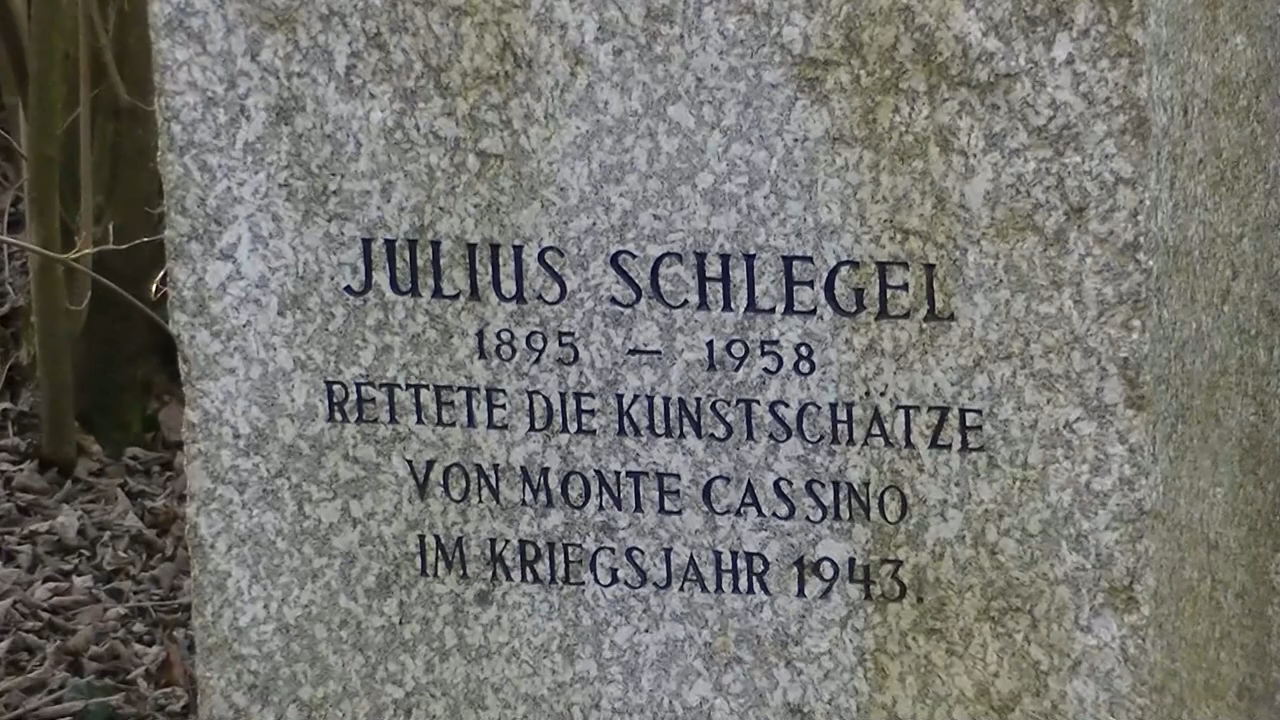 JULIUS SCHLEGEL
1895 – 1958
RETTETE DIE KUNSTSCHÄTZE
VON MONTE CASSINO
IM KRIEGSJAHR 1943.